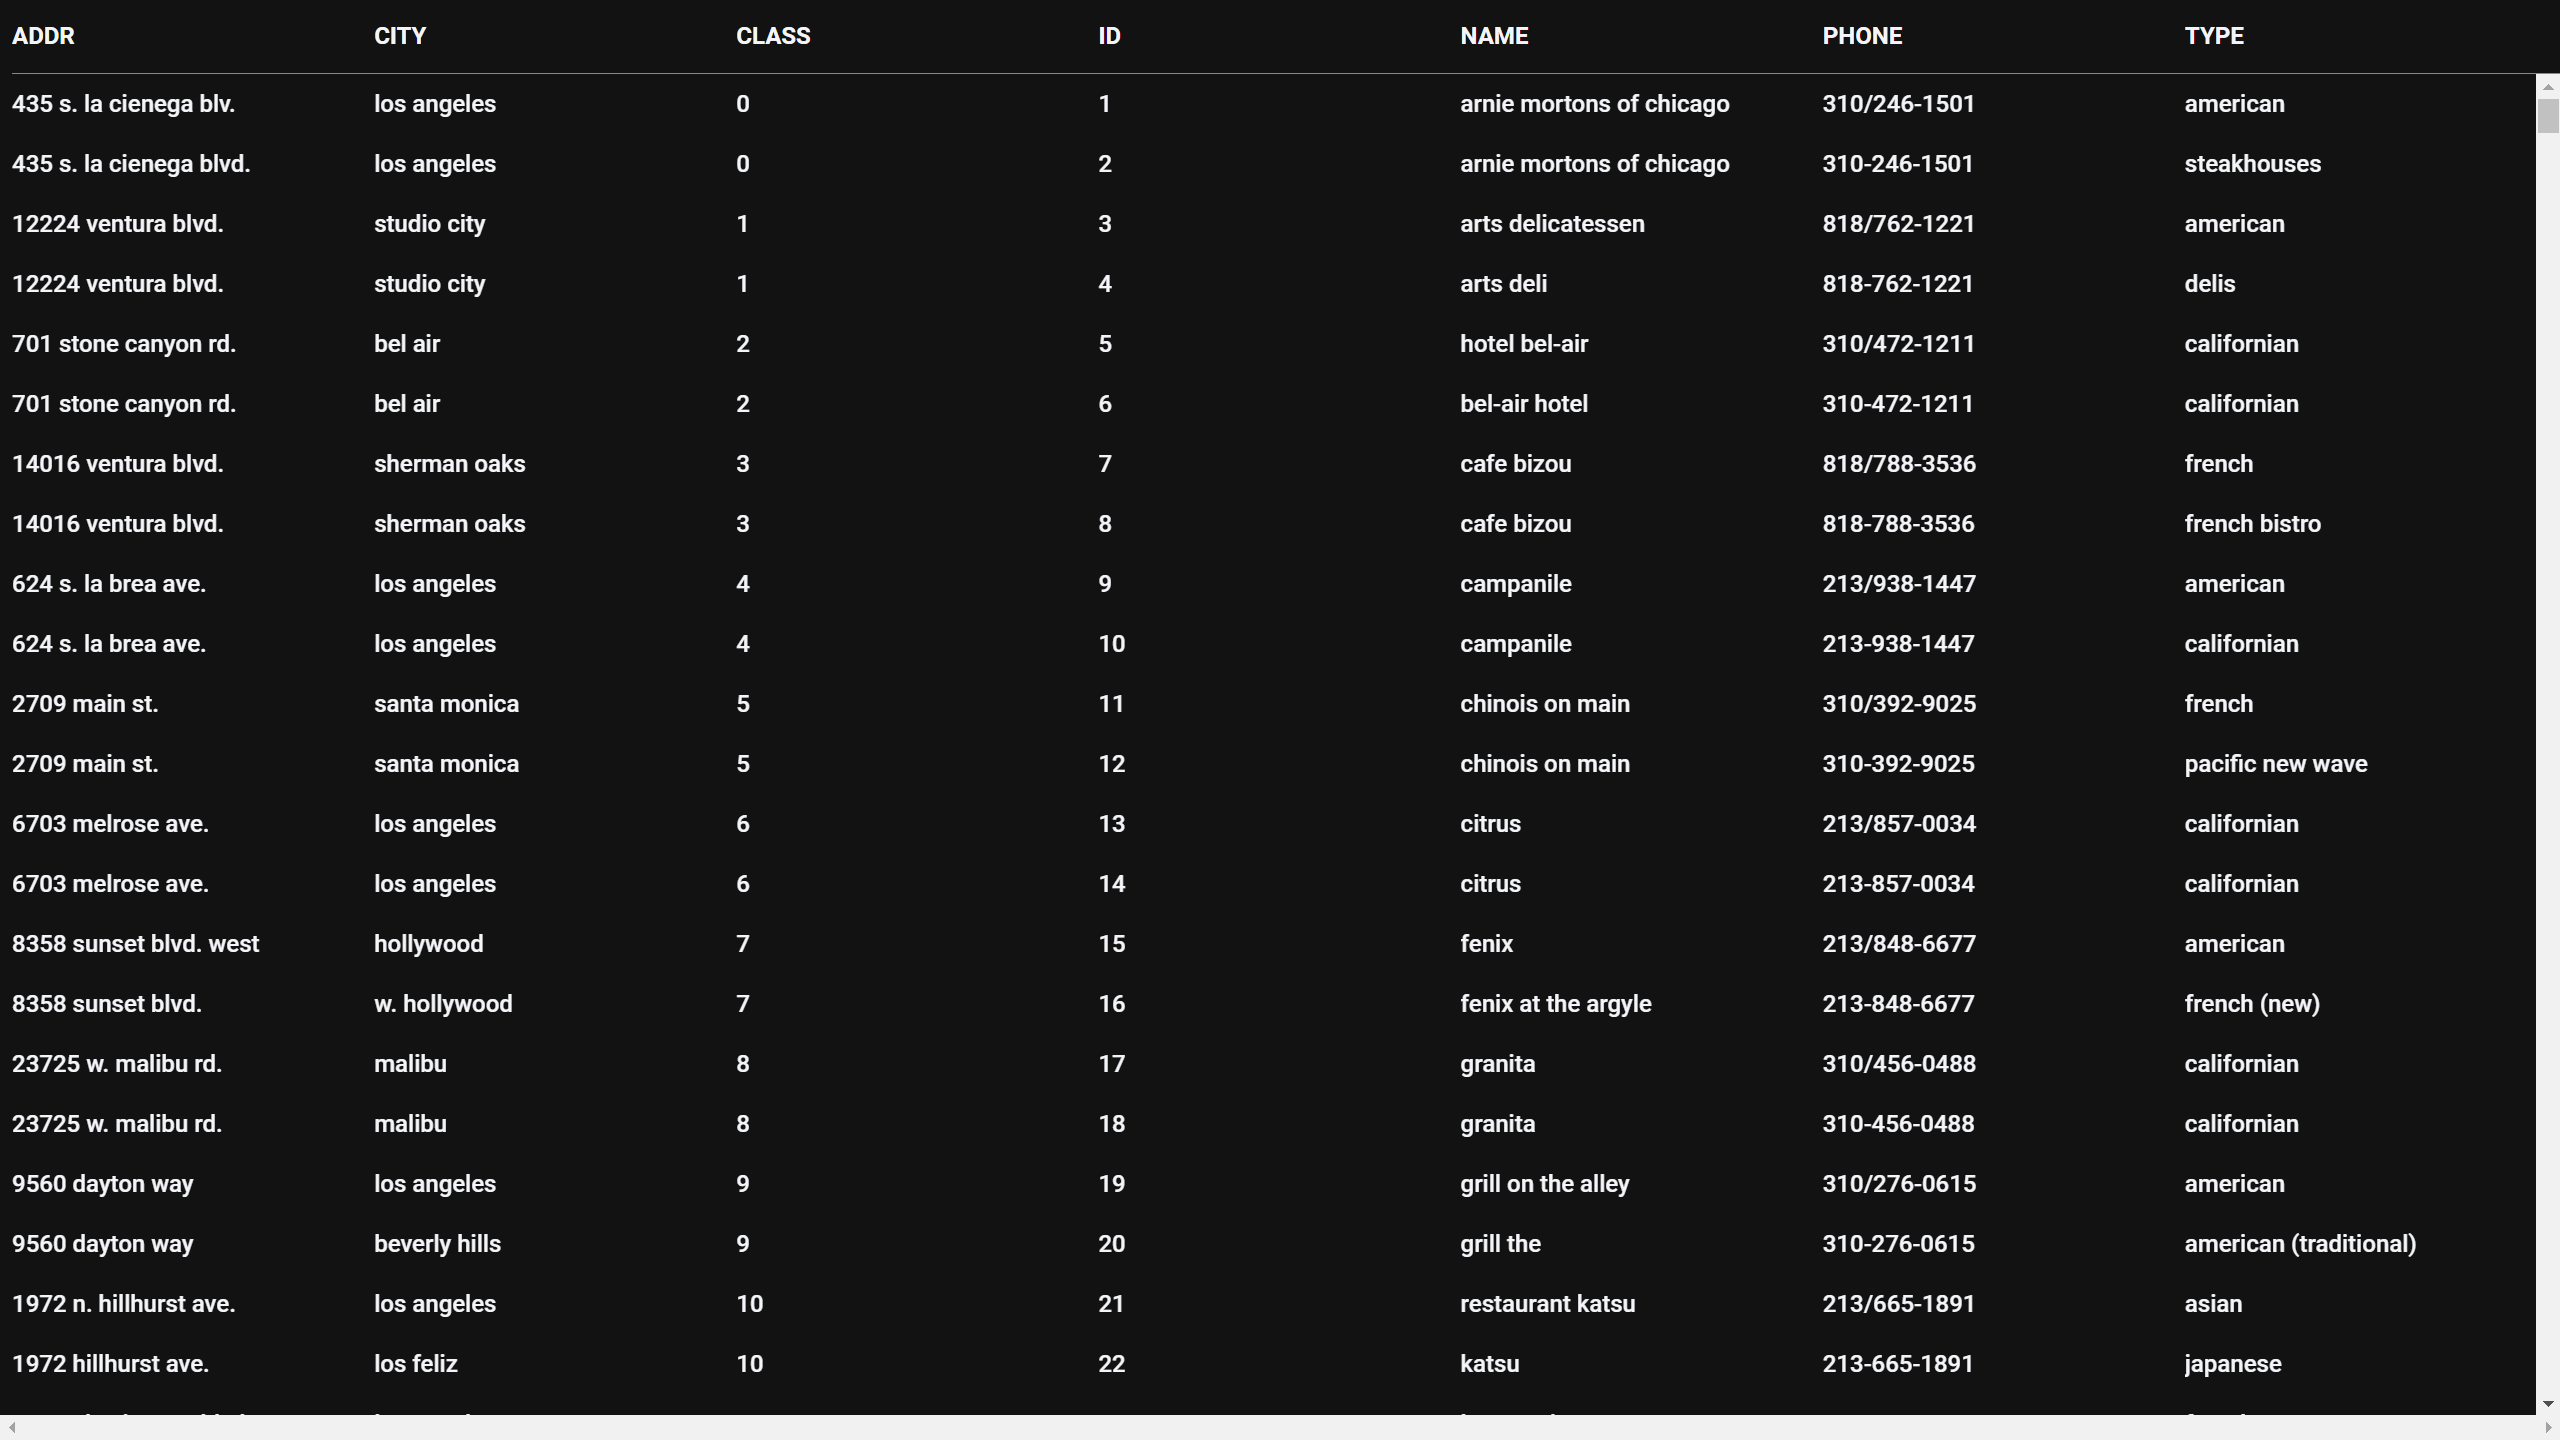 ADDR CITY CLASS ID NAME PHONE TYPE
435 s. la cienega blv. los angeles 0 1 arnie mortons of chicago 310/246-1501 american
435 s. la cienega blvd. los angeles 0 2 arnie mortons of chicago 310-246-1501 steakhouses
12224 ventura blvd. studio city 1 3 arts delicatessen 818/762-1221 american
12224 ventura blvd. studio city 1 4 arts deli 818-762-1221 delis
701 stone canyon rd. bel air 2 5 hotel bel-air 310/472-1211 californian
701 stone canyon rd. bel air 2 6 bel-air hotel 310-472-1211 californian
14016 ventura blvd. sherman oaks 3 7 cafe bizou 818/788-3536 french
14016 ventura blvd. sherman oaks 3 8 cafe bizou 818-788-3536 french bistro
624 s. la brea ave. los angeles 4 9 campanile 213/938-1447 american
624 s. la brea ave. los angeles 4 10 campanile 213-938-1447 californian
2709 main st. santa monica 5 11 chinois on main 310/392-9025 french
2709 main st. santa monica 5 12 chinois on main 310-392-9025 pacific new wave
6703 melrose ave. los angeles 6 13 citrus 213/857-0034 californian
6703 melrose ave. los angeles 6 14 citrus 213-857-0034 californian
8358 sunset blvd. west hollywood 7 15 fenix 213/848-6677 american
8358 sunset blvd. w. hollywood 7 16 fenix at the argyle 213-848-6677 french (new)
23725 w. malibu rd. malibu 8 17 granita 310/456-0488 californian
23725 w. malibu rd. malibu 8 18 granita 310-456-0488 californian
9560 dayton way los angeles 9 19 grill on the alley 310/276-0615 american
9560 dayton way beverly hills 9 20 grill the 310-276-0615 american (traditional)
1972 n. hillhurst ave. los angeles 10 21 restaurant katsu 213/665-1891 asian
1972 hillhurst ave. los feliz 10 22 katsu 213-665-1891 japanese